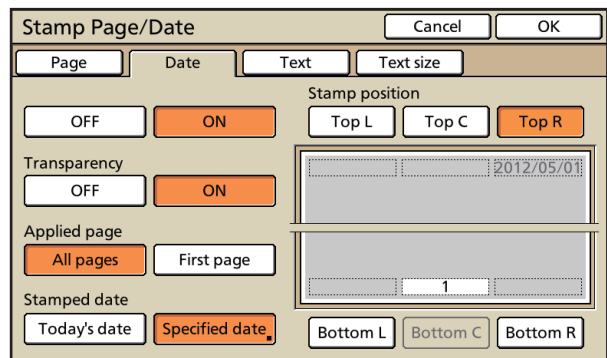 Stamp Page/Date
Cancel
OK
Page
Date
Text
Text size
OFF
ON
Transparency
OFF
ON
Applied page
All pages
First page
Stamped date
Today's date
Specified date
Stamp position
Top L
Top C
Top R
2012/05/01
1
Bottom L
Bottom C
Bottom R